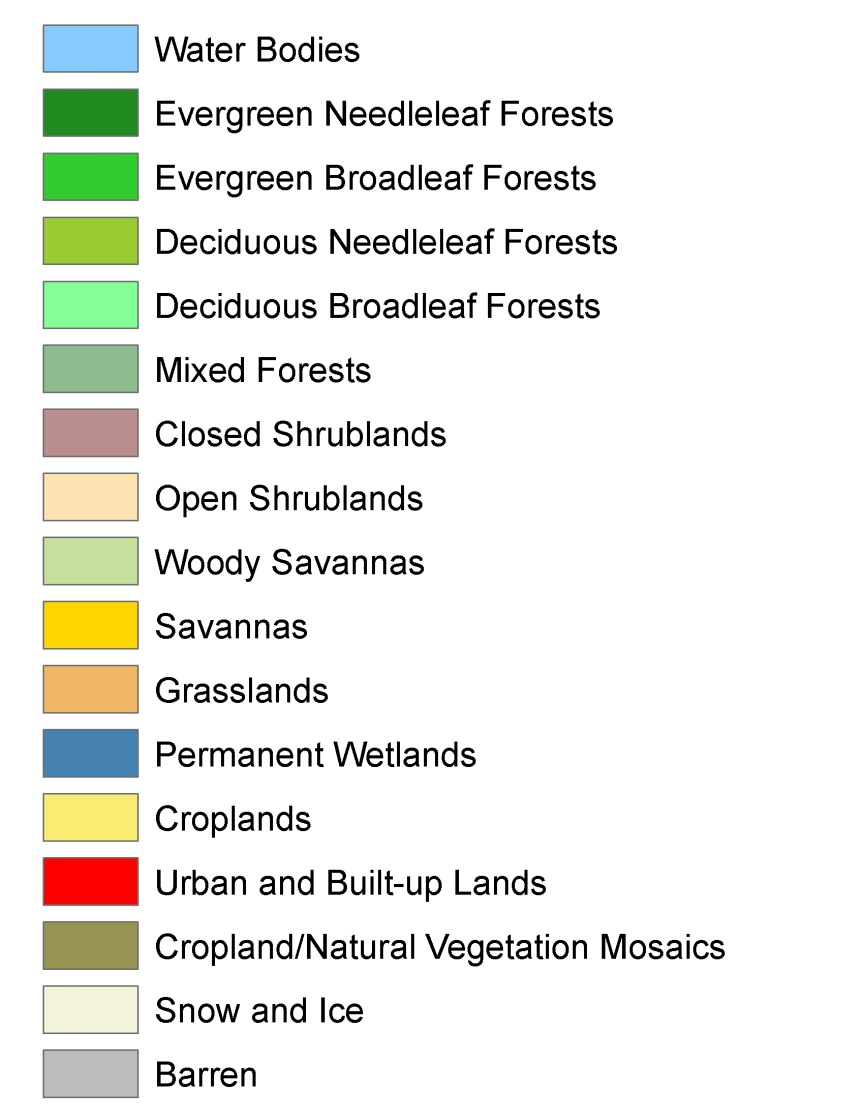 Water Bodies
Evergreen Needleleaf Forests
Evergreen Broadleaf Forests
Deciduous Needleleaf Forests
Deciduous Broadleaf Forests
Mixed Forests
Closed Shrublands
Open Shrublands
Woody Savannas
Savannas
Grasslands
Permanent Wetlands
Croplands
Urban and Built-up Lands
Cropland/Natural Vegetation Mosaics
Snow and Ice
Barren